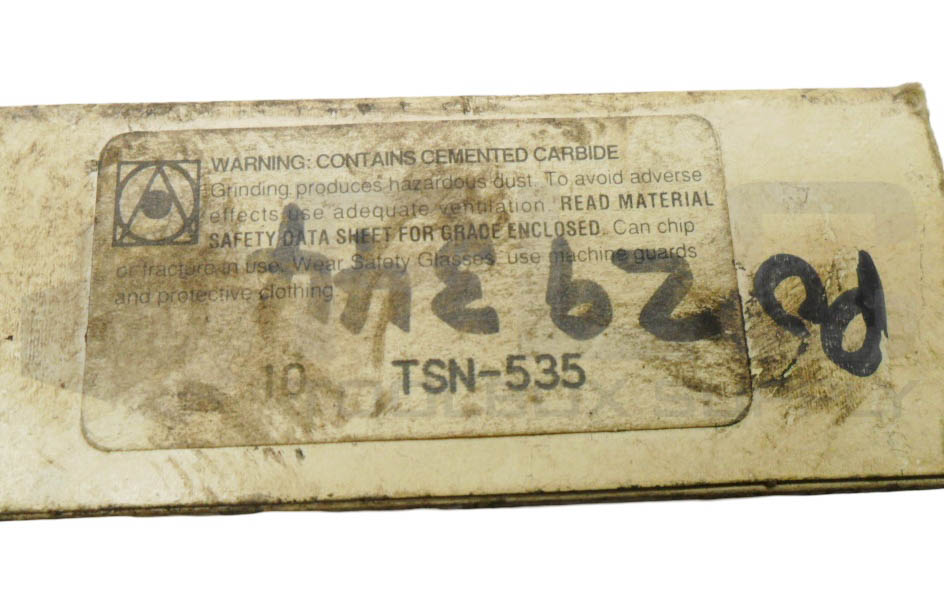 WARNING: CONTAINS CEMENTED CARBIDE
Grinding produces hazardous dust. To avoid adverse
effects use adequate ventilation. READ MATERIAL
SAFETY DATA SHEET FOR GRADE ENCLOSED. Can chip
or fracture in use. Wear Safety Glasses, use machine guards
and protective clothing
10 TSN-535
TOOLBOX SUPPLY